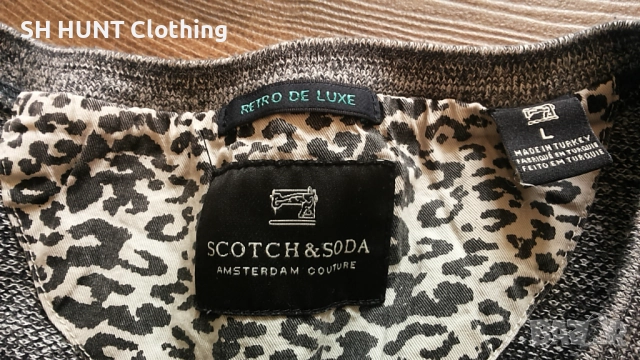 SH HUNT Clothing
RETRO DE LUXE
L
MADE IN TURKEY
FABRIQUÉ EN TURQUIE
FEITO EM TURQUIA
SCOTCH & SODA
AMSTERDAM COUTURE